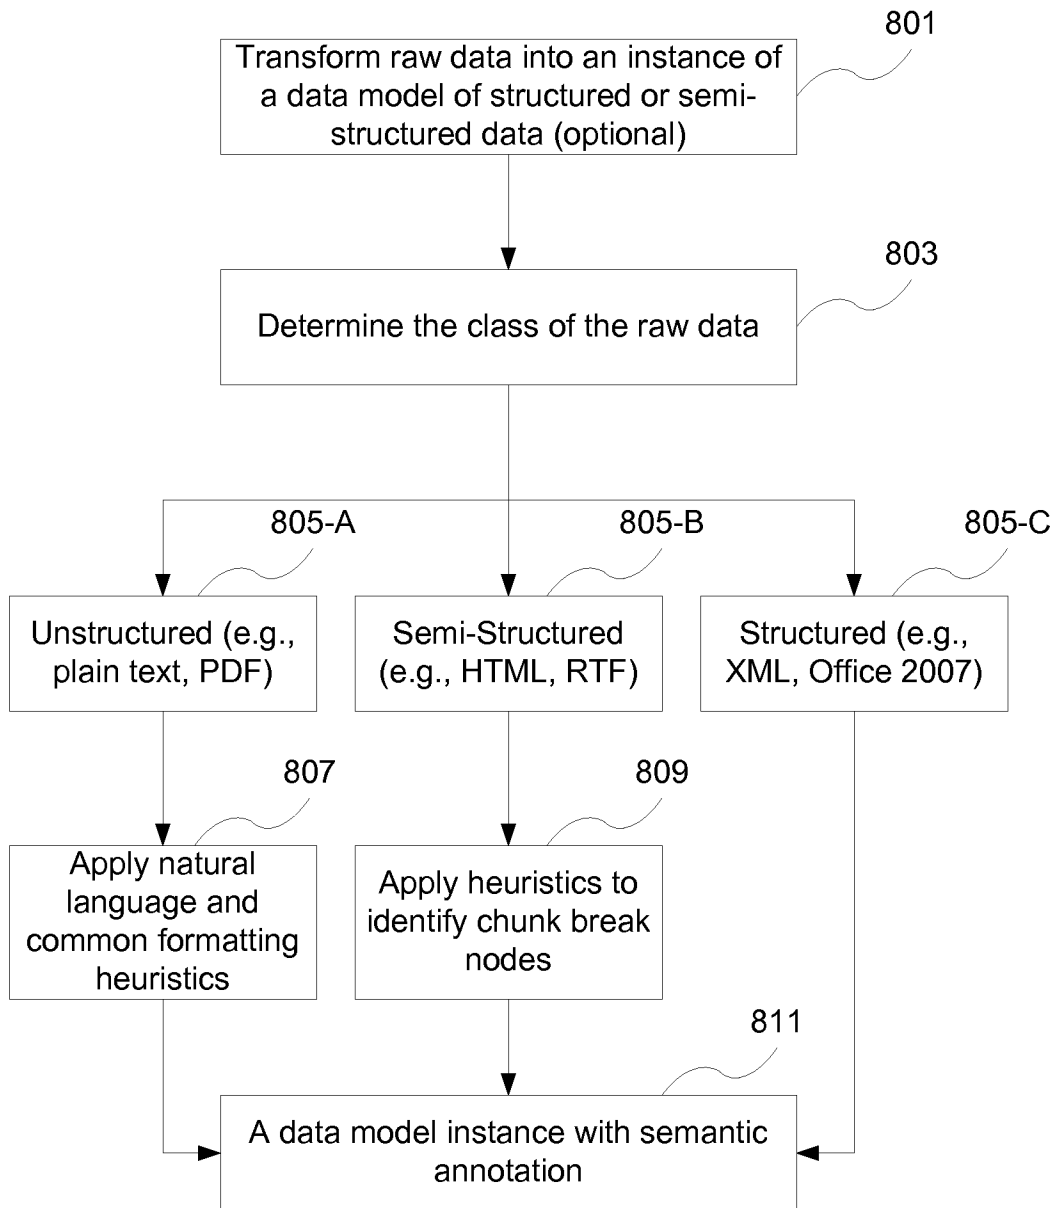 801
Transform raw data into an instance of
a data model of structured or semi-
structured data (optional)
803
Determine the class of the raw data
805-A
805-B
805-C
Unstructured (e.g.,
plain text, PDF)
Semi-Structured
(e.g., HTML, RTF)
Structured (e.g.,
XML, Office 2007)
807
809
Apply natural
language and
common formatting
heuristics
Apply heuristics to
identify chunk break
nodes
811
A data model instance with semantic
annotation